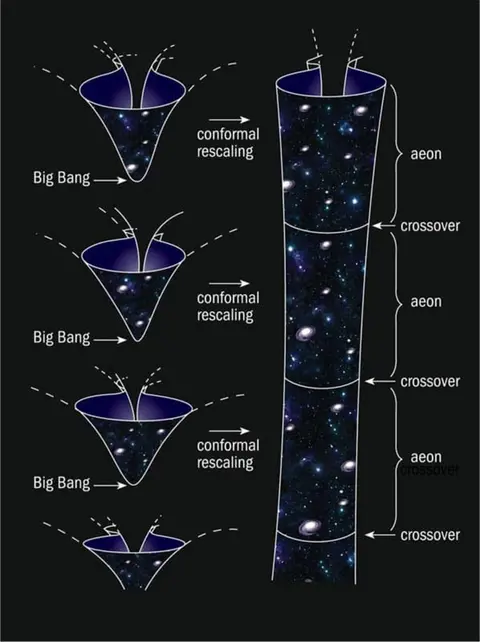 conformal
rescaling
Big Bang
aeon
crossover
conformal
rescaling
Big Bang
aeon
crossover
conformal
rescaling
Big Bang
aeon
crossover
crossover